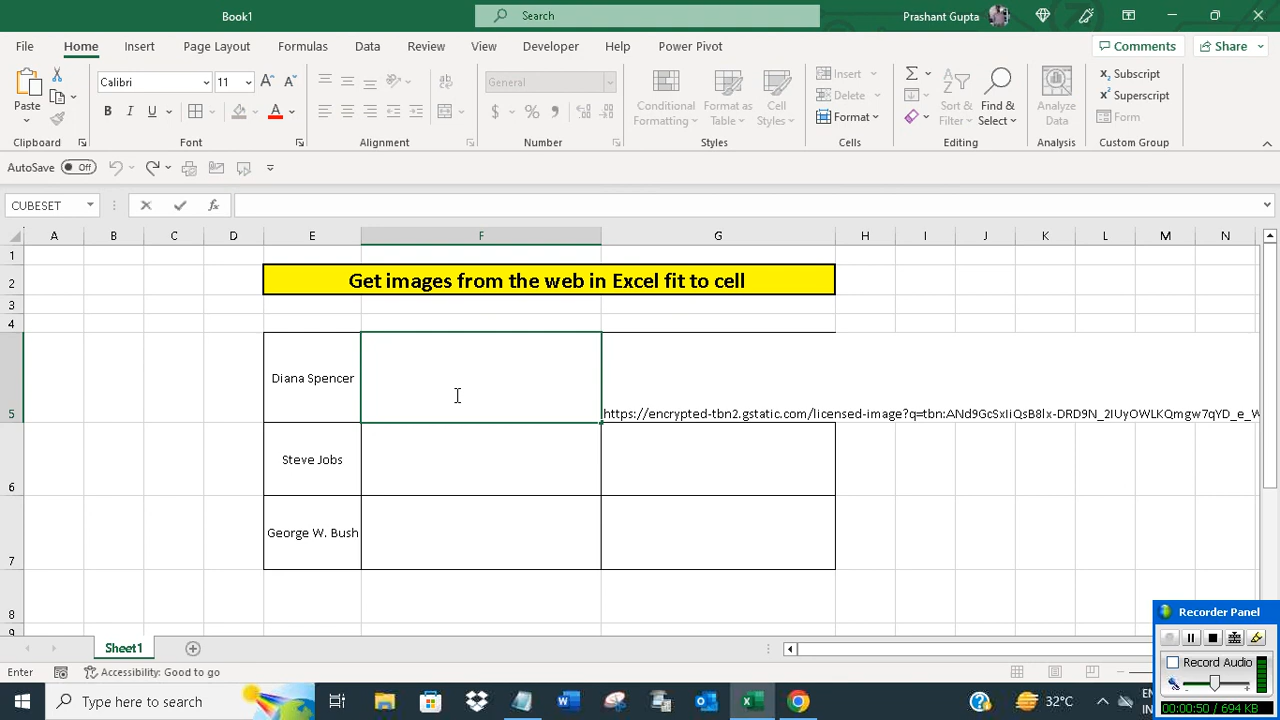 Book1
Search
Prashant Gupta
File Home Insert Page Layout Formulas Data Review View Developer Help Power Pivot
Comments Share
Paste
Calibri 11
B I U
General
Conditional Formatting
Format as Table
Cell Styles
Insert
Delete
Format
Sort & Filter
Find & Select
Analyze Data
Subscript
Superscript
Form
Clipboard Font Alignment Number Styles Cells Editing Analysis Custom Group
AutoSave Off
CUBESET fx
A B C D E F G H I J K L M N
1
2 Get images from the web in Excel fit to cell
3
4
5 Diana Spencer
https://encrypted-tbn2.gstatic.com/licensed-image?q=tbn:
6 Steve Jobs
7 George W. Bush
8
9
Sheet1
Enter Accessibility: Good to go
Recorder Panel
Record Audio
00:00:50 / 694 KB
Type here to search
32°C